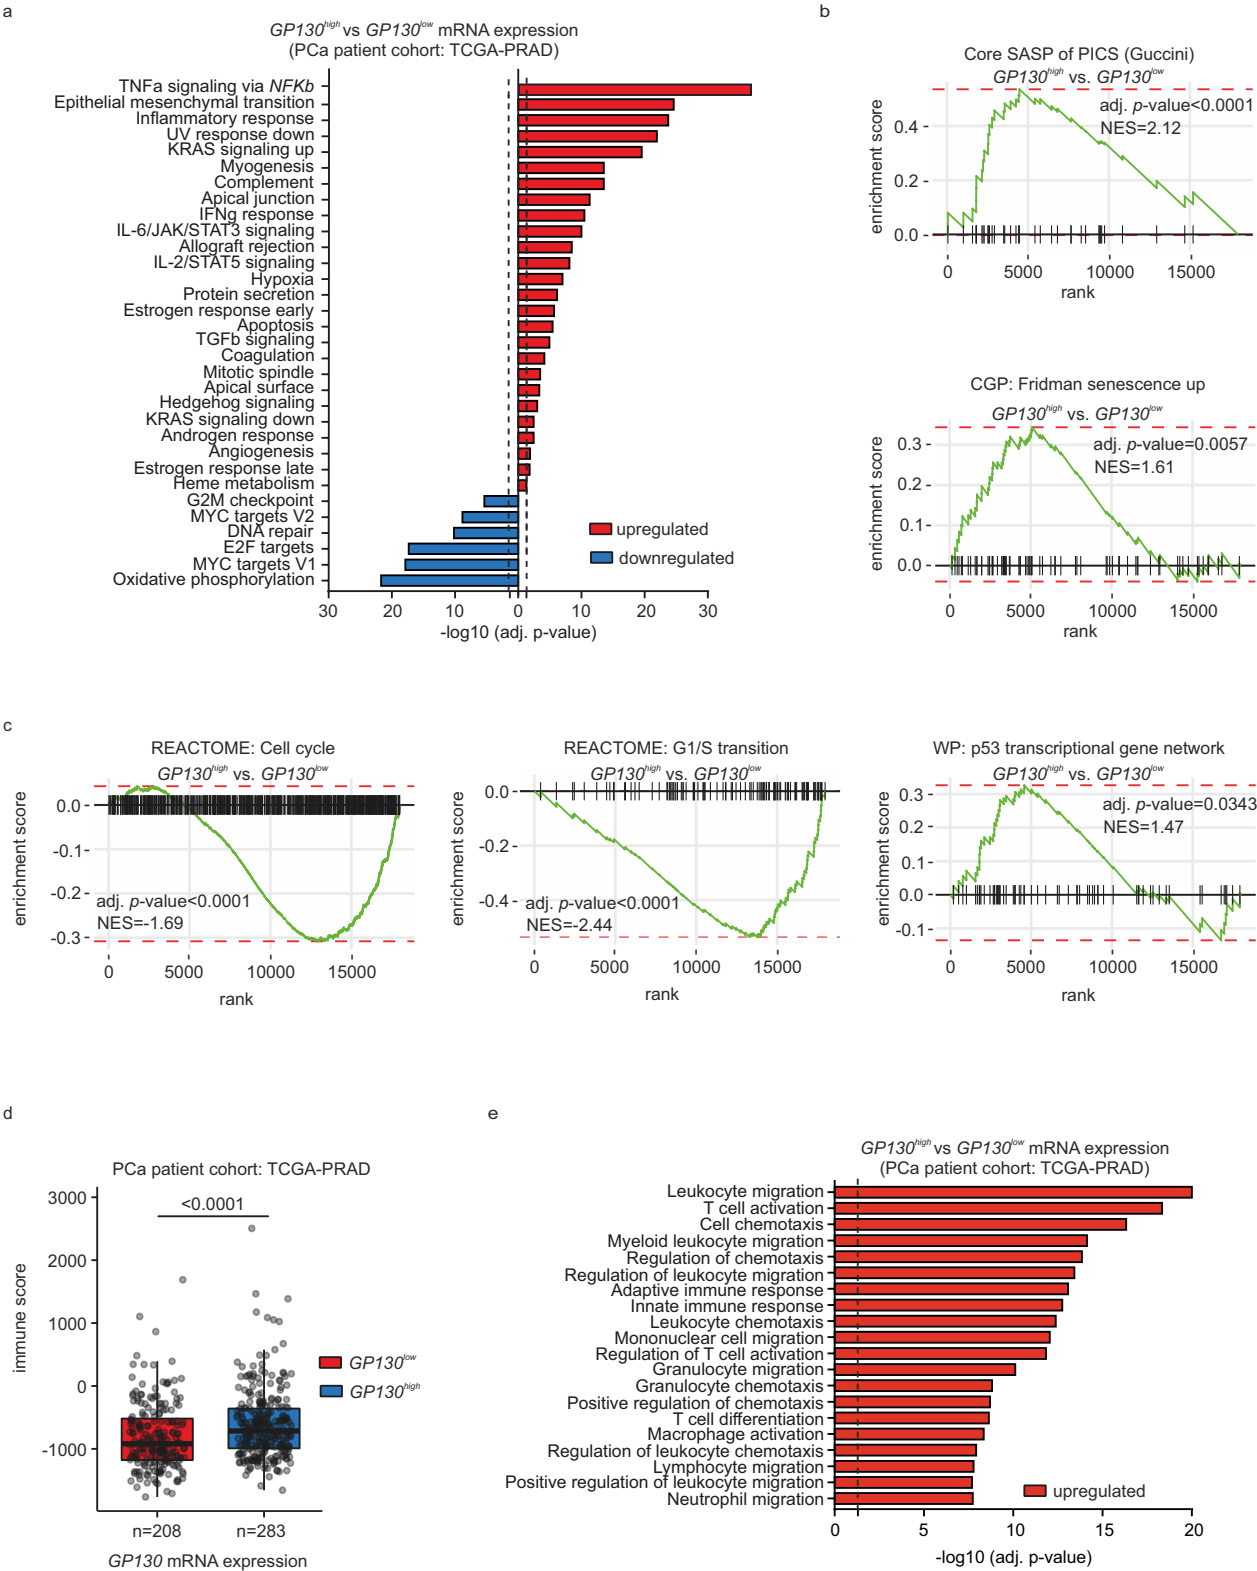 a
GP130high vs GP130low mRNA expression
(PCa patient cohort: TCGA-PRAD)
TNFa signaling via NFKb
Epithelial mesenchymal transition
Inflammatory response
UV response down
KRAS signaling up
Myogenesis
Complement
Apical junction
IFNg response
IL-6/JAK/STAT3 signaling
Allograft rejection
IL-2/STAT5 signaling
Hypoxia
Protein secretion
Estrogen response early
Apoptosis
TGFb signaling
Coagulation
Mitotic spindle
Apical surface
Hedgehog signaling
KRAS signaling down
Androgen response
Angiogenesis
Estrogen response late
Heme metabolism
G2M checkpoint
MYC targets V2
DNA repair
E2F targets
MYC targets V1
Oxidative phosphorylation
upregulated
downregulated
30 20 10 0 10 20 30
-log10 (adj. p-value)
b
Core SASP of PICS (Guccini)
GP130high vs. GP130low
adj. p-value<0.0001
NES=2.12
enrichment score
0.4
0.2
0.0
0 5000 10000 15000
rank
CGP: Fridman senescence up
GP130high vs. GP130low
adj. p-value=0.0057
NES=1.61
enrichment score
0.3
0.2
0.1
0.0
0 5000 10000 15000
rank
c
REACTOME: Cell cycle
GP130high vs. GP130low
enrichment score
0.0
-0.1
-0.2
-0.3
adj. p-value<0.0001
NES=-1.69
0 5000 10000 15000
rank
REACTOME: G1/S transition
GP130high vs. GP130low
enrichment score
0.0
-0.2
-0.4
adj. p-value<0.0001
NES=-2.44
0 5000 10000 15000
rank
WP: p53 transcriptional gene network
GP130high vs. GP130low
adj. p-value=0.0343
NES=1.47
enrichment score
0.3
0.2
0.1
0.0
-0.1
0 5000 10000 15000
rank
d
PCa patient cohort: TCGA-PRAD
<0.0001
immune score
3000
2000
1000
0
-1000
GP130low
GP130high
n=208 n=283
GP130 mRNA expression
e
GP130high vs GP130low mRNA expression
(PCa patient cohort: TCGA-PRAD)
Leukocyte migration
T cell activation
Cell chemotaxis
Myeloid leukocyte migration
Regulation of chemotaxis
Regulation of leukocyte migration
Adaptive immune response
Innate immune response
Leukocyte chemotaxis
Mononuclear cell migration
Regulation of T cell activation
Granulocyte migration
Granulocyte chemotaxis
Positive regulation of chemotaxis
T cell differentiation
Macrophage activation
Regulation of leukocyte chemotaxis
Lymphocyte migration
Positive regulation of leukocyte migration
Neutrophil migration
upregulated
0 0 5 10 15 20
-log10 (adj. p-value)